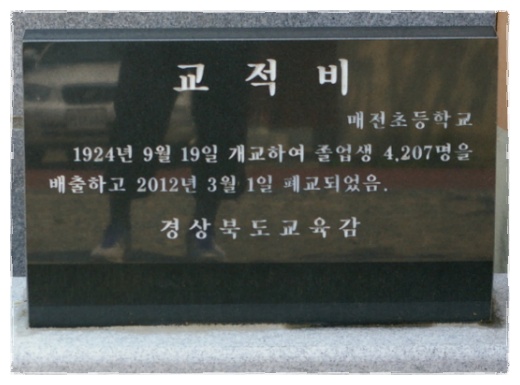 교 적 비
매전초등학교
1924년 9월 19일 개교하여 졸업생 4,207명을
배출하고 2012년 3월 1일 폐교되었음.
경상북도교육감